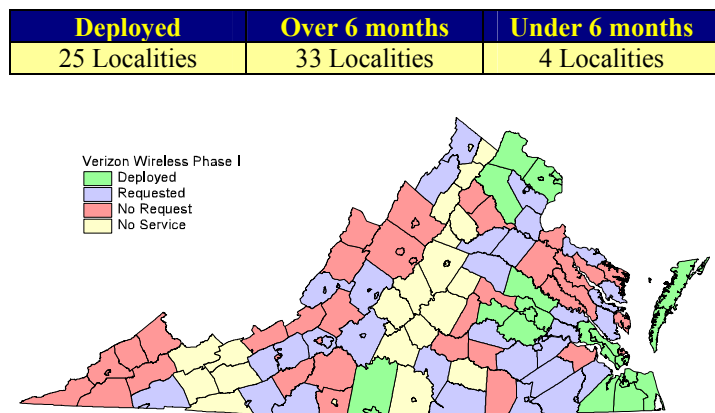 Deployed Over 6 months Under 6 months
25 Localities 33 Localities 4 Localities
Verizon Wireless Phase I
Deployed
Requested
No Request
No Service